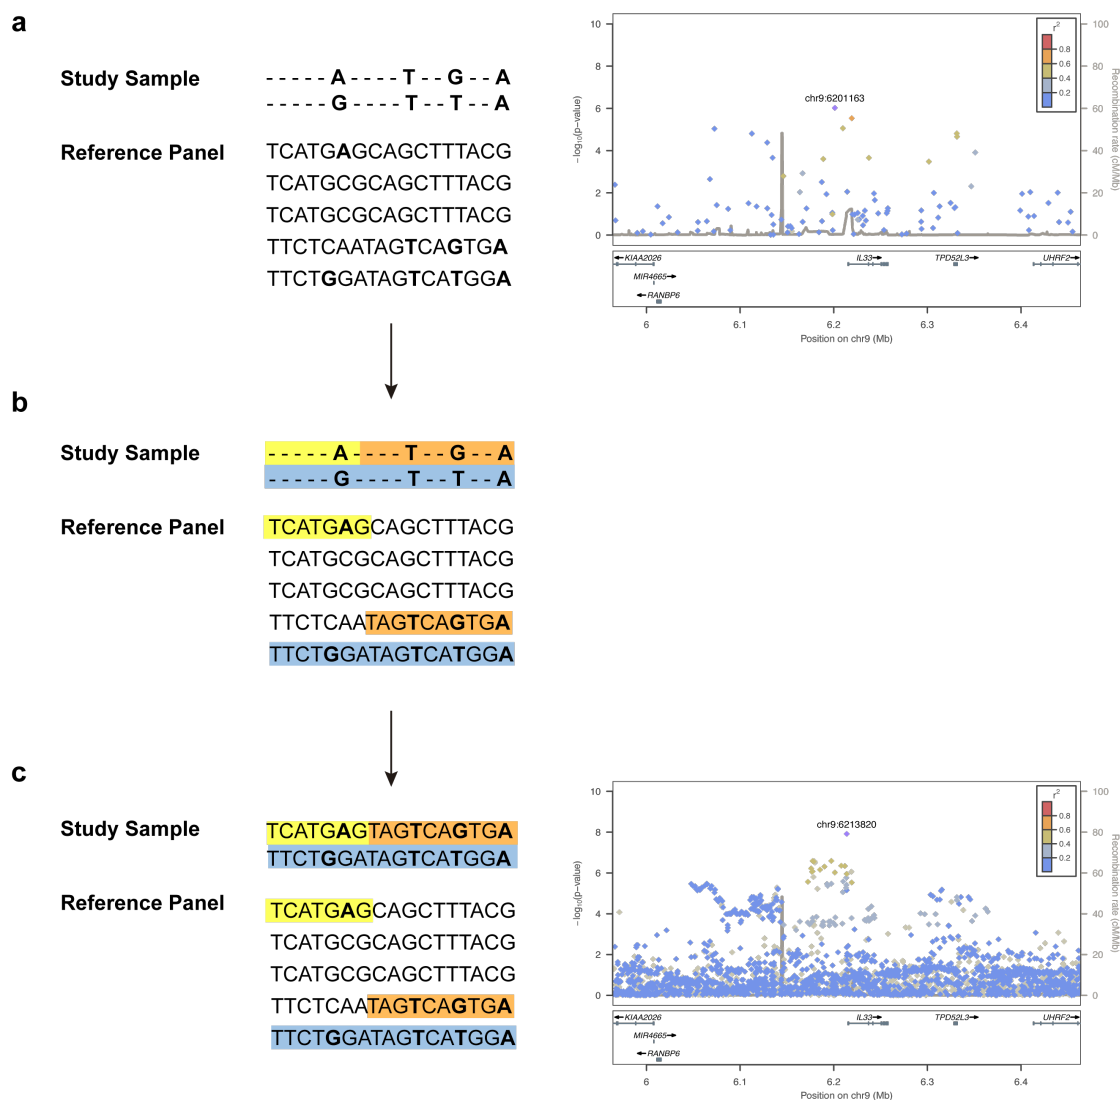 a
Study Sample
- - - - - A - - - - T - - G - - A
- - - - - G - - - - T - - T - - A
Reference Panel
TCATGAGCAGCTTTACG
TCATGCGCAGCTTTACG
TCATGCGCAGCTTTACG
TTCTCAATAGTCAGTGA
TTCTGGATAGTCATGGA
10
8
6
4
2
0
−log10(p−value)
100
80
60
40
20
0
Recombination rate (cM/Mb)
r2
0.8
0.6
0.4
0.2
chr9:6201163
KIAA2026
IL33
TPD52L3
UHRF2
MIR4665
RANBP6
6
6.1
6.2
6.3
6.4
Position on chr9 (Mb)
b
Study Sample
- - - - - A - - - - T - - G - - A
- - - - - G - - - - T - - T - - A
Reference Panel
TCATGAGCAGCTTTACG
TCATGCGCAGCTTTACG
TCATGCGCAGCTTTACG
TTCTCAATAGTCAGTGA
TTCTGGATAGTCATGGA
c
Study Sample
TCATGAGTAGTCAGTGA
TTCTGGATAGTCATGGA
Reference Panel
TCATGAGCAGCTTTACG
TCATGCGCAGCTTTACG
TCATGCGCAGCTTTACG
TTCTCAATAGTCAGTGA
TTCTGGATAGTCATGGA
10
8
6
4
2
0
−log10(p−value)
100
80
60
40
20
0
Recombination rate (cM/Mb)
r2
0.8
0.6
0.4
0.2
chr9:6213820
KIAA2026
IL33
TPD52L3
UHRF2
MIR4665
RANBP6
6
6.1
6.2
6.3
6.4
Position on chr9 (Mb)